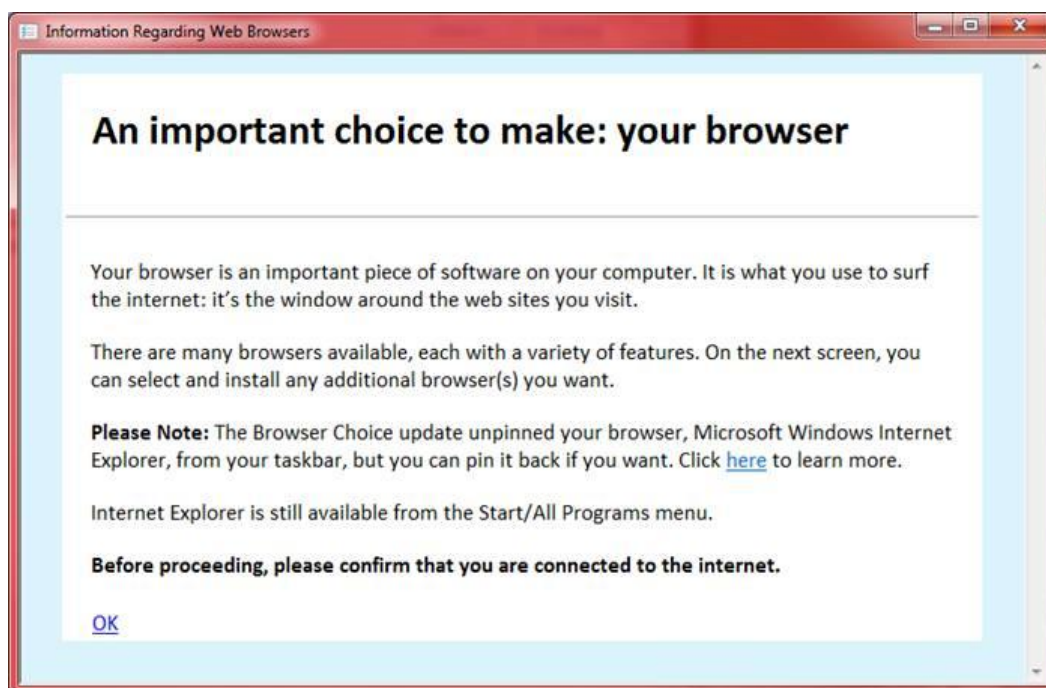 Information Regarding Web Browsers
An important choice to make: your browser
Your browser is an important piece of software on your computer. It is what you use to surf
the internet: it’s the window around the web sites you visit.
There are many browsers available, each with a variety of features. On the next screen, you
can select and install any additional browser(s) you want.
Please Note: The Browser Choice update unpinned your browser, Microsoft Windows Internet
Explorer, from your taskbar, but you can pin it back if you want. Click here to learn more.
Internet Explorer is still available from the Start/All Programs menu.
Before proceeding, please confirm that you are connected to the internet.
OK